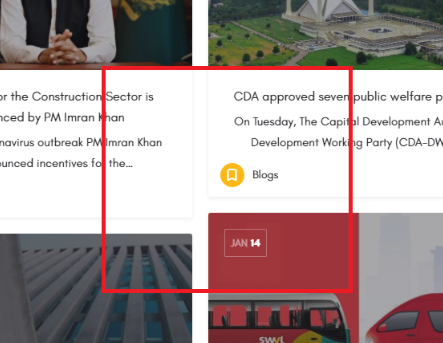 or the Construction Sector is
nced by PM Imran Khan
navirus outbreak PM Imran Khan
ounced incentives for the...
CDA approved seven public welfare p
On Tuesday, The Capital Development A
Development Working Party (CDA-DW
Blogs
JAN 14